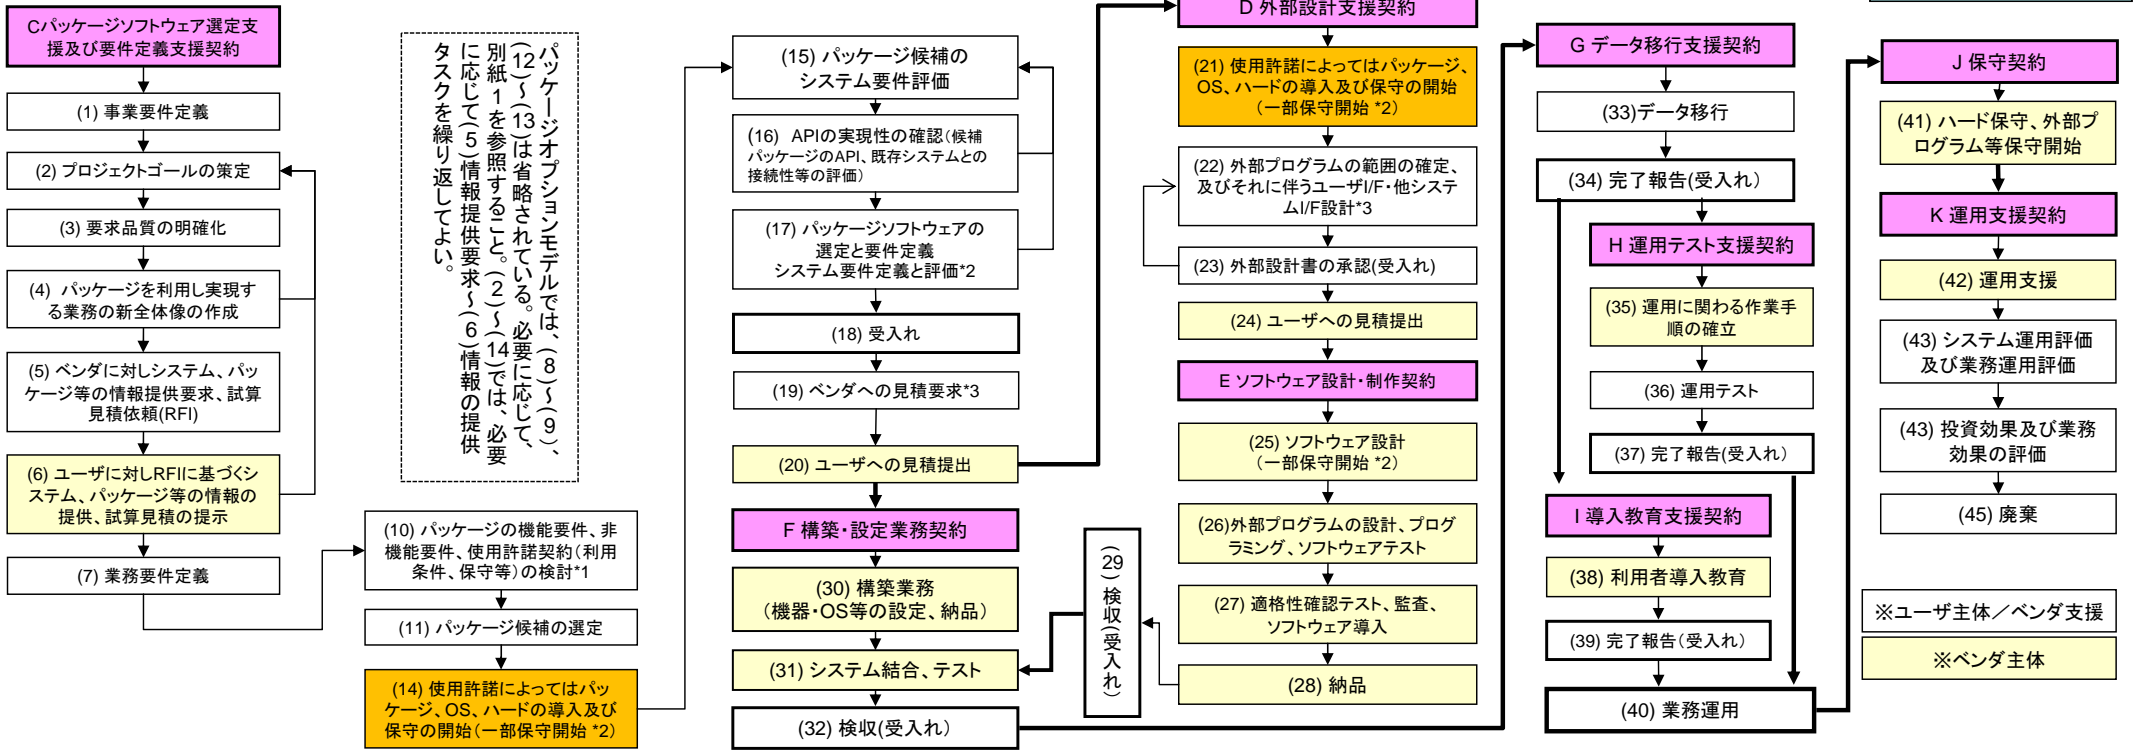 Cパッケージソフトウェア選定支
援及び要件定義支援契約
(1) 事業要件定義
(2) プロジェクトゴールの策定
(3) 要求品質の明確化
(4) パッケージを利用し実現す
る業務の新全体像の作成
(5) ベンダに対しシステム、パッ
ケージ等の情報提供要求、試算
見積依頼(RFI)
(6) ユーザに対しRFIに基づくシ
ステム、パッケージ等の情報の
提供、試算見積の提示
(7) 業務要件定義
パッケージオプションモデルでは、(8)～(9)、
(12)～(13)は省略されている。必要に応じて、
別紙1を参照すること。(2)～(14)では、必要
に応じて(5)情報提供要求～(6)情報の提供
タスクを繰り返してよい。
(10) パッケージの機能要件、非
機能要件、使用許諾契約(利用
条件、保守等)の検討*1
(11) パッケージ候補の選定
(14) 使用許諾によってはパッ
ケージ、OS、ハードの導入及び
保守の開始(一部保守開始 *2)
(15) パッケージ候補の
システム要件評価
(16) APIの実現性の確認(候補
パッケージのAPI、既存システムとの
接続性等の評価)
(17) パッケージソフトウェアの
選定と要件定義
システム要件定義と評価*2
(18) 受入れ
(19) ベンダへの見積要求*3
(20) ユーザへの見積提出
F 構築・設定業務契約
(30) 構築業務
(機器・OS等の設定、納品)
(31) システム結合、テスト
(32) 検収(受入れ)
(29) 検収(受入れ)
D 外部設計支援契約
(21) 使用許諾によってはパッケージ、
OS、ハードの導入及び保守の開始
(一部保守開始 *2)
(22) 外部プログラムの範囲の確定、
及びそれに伴うユーザI/F・他システ
ムI/F設計*3
(23) 外部設計書の承認(受入れ)
(24) ユーザへの見積提出
E ソフトウェア設計・制作契約
(25) ソフトウェア設計
(一部保守開始 *2)
(26)外部プログラムの設計、プログ
ラミング、ソフトウェアテスト
(27) 適格性確認テスト、監査、
ソフトウェア導入
(28) 納品
G データ移行支援契約
(33)データ移行
(34) 完了報告(受入れ)
H 運用テスト支援契約
(35) 運用に関わる作業手
順の確立
(36) 運用テスト
(37) 完了報告(受入れ)
I 導入教育支援契約
(38) 利用者導入教育
(39) 完了報告(受入れ)
(40) 業務運用
J 保守契約
(41) ハード保守、外部プ
ログラム等保守開始
K 運用支援契約
(42) 運用支援
(43) システム運用評価
及び業務運用評価
(43) 投資効果及び業務
効果の評価
(45) 廃棄
※ユーザ主体／ベンダ支援
※ベンダ主体